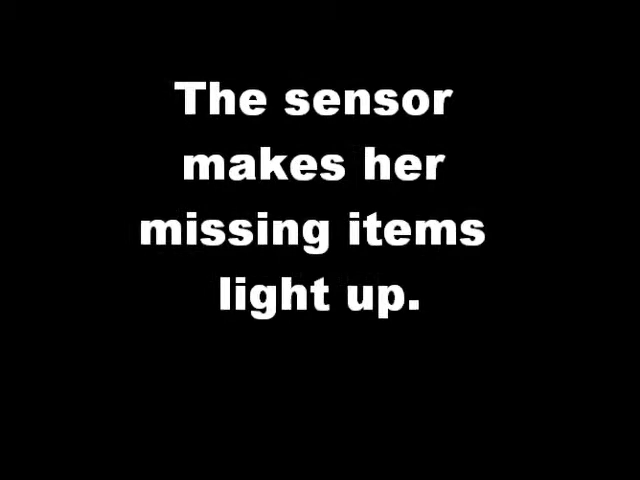 The sensor
makes her
missing items
light up.